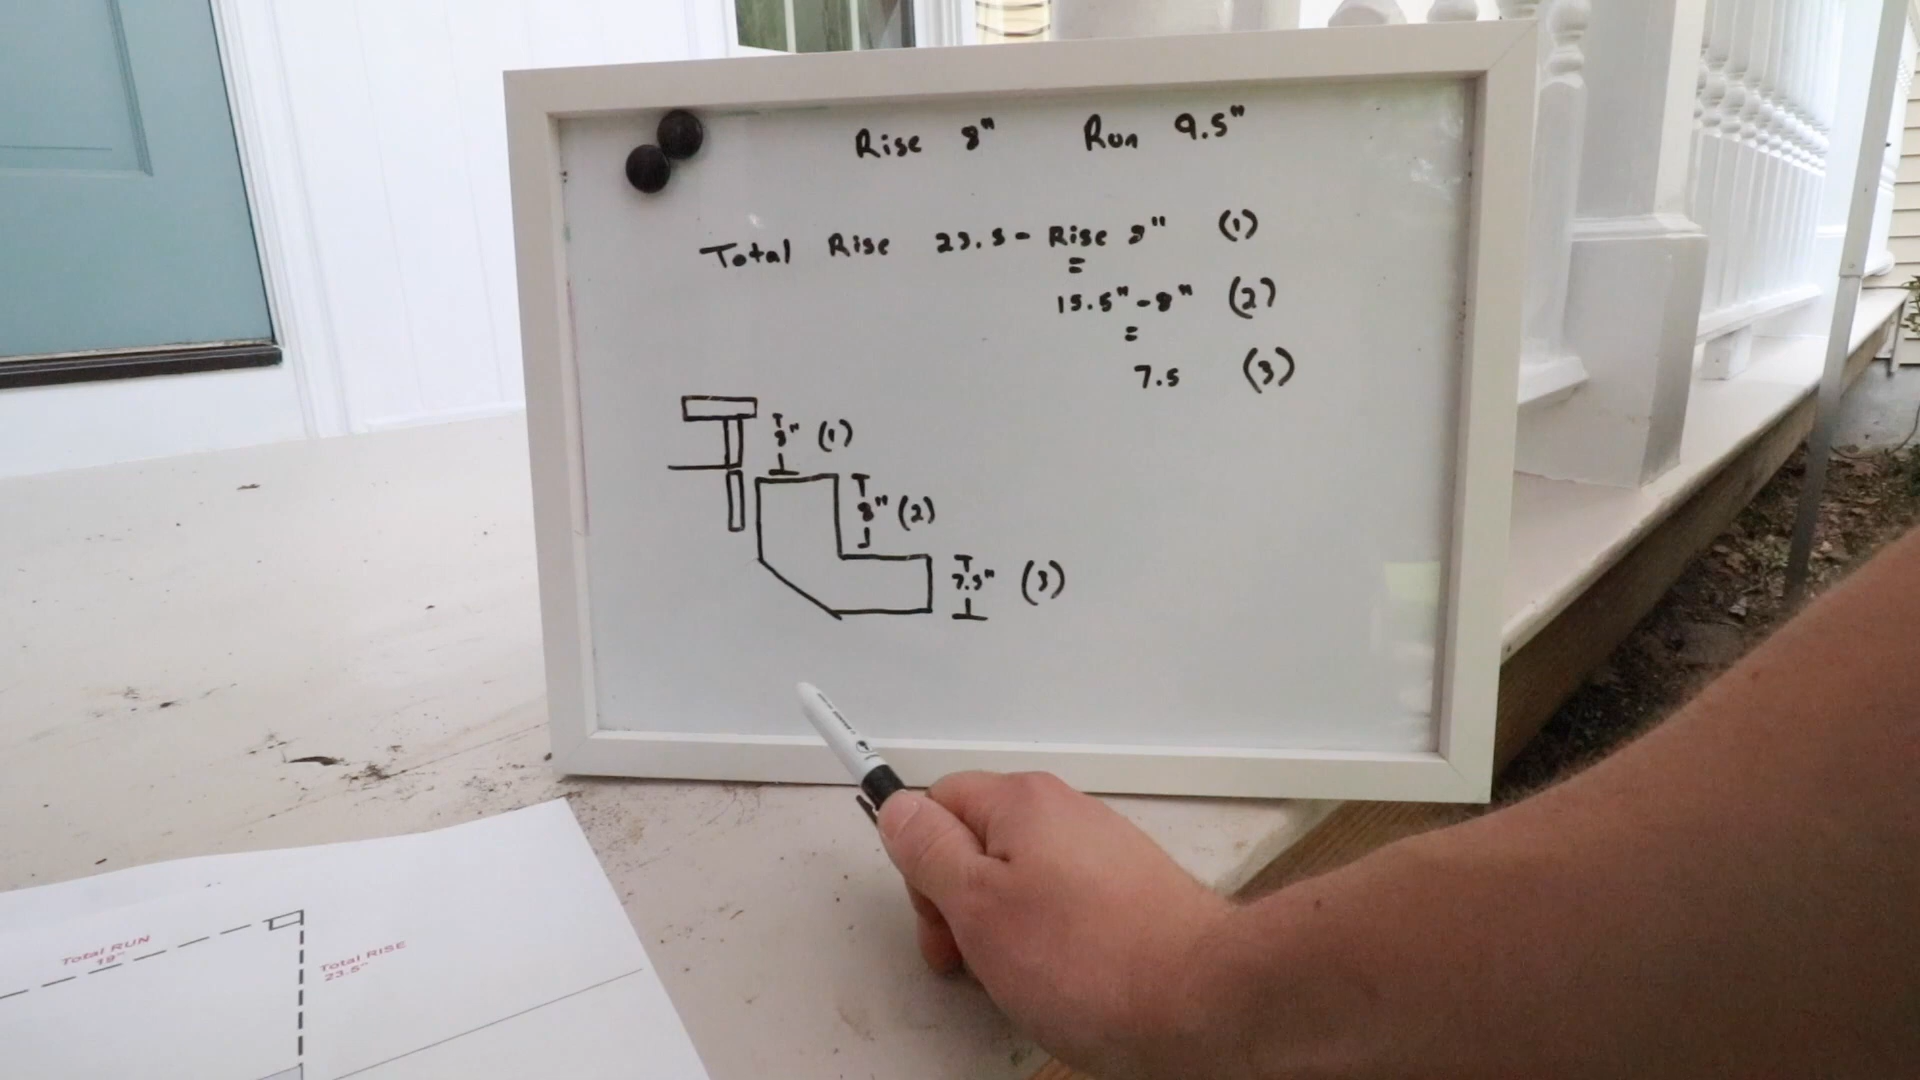 Rise 8" Run 9.5"
Total Rise 23.5 - Rise 8" (1)
=
15.5" - 8" (2)
=
7.5 (3)
8" (1)
8" (2)
7.5" (3)
Total RUN
19"
Total RISE
23.5"